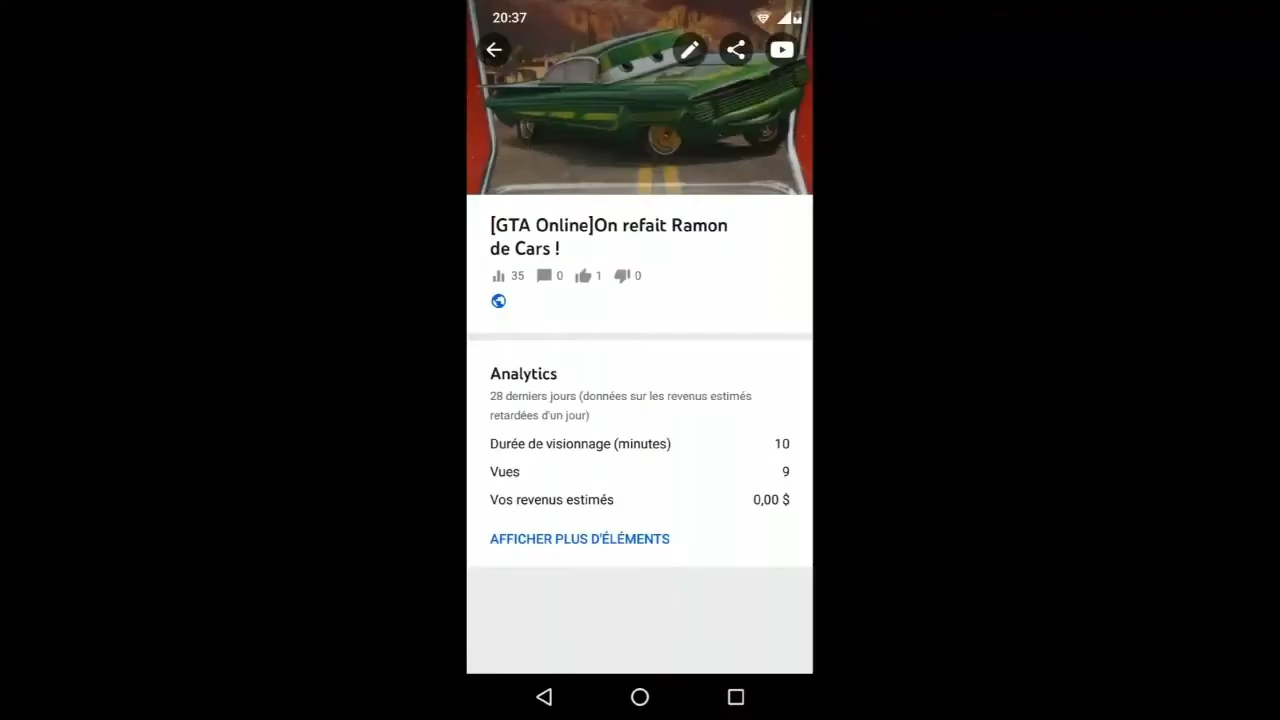 20:37
[GTA Online]On refait Ramon
de Cars !
35 0 1 0
Analytics
28 derniers jours (données sur les revenus estimés
retardées d'un jour)
Durée de visionnage (minutes) 10
Vues 9
Vos revenus estimés 0,00 $
AFFICHER PLUS D'ÉLÉMENTS